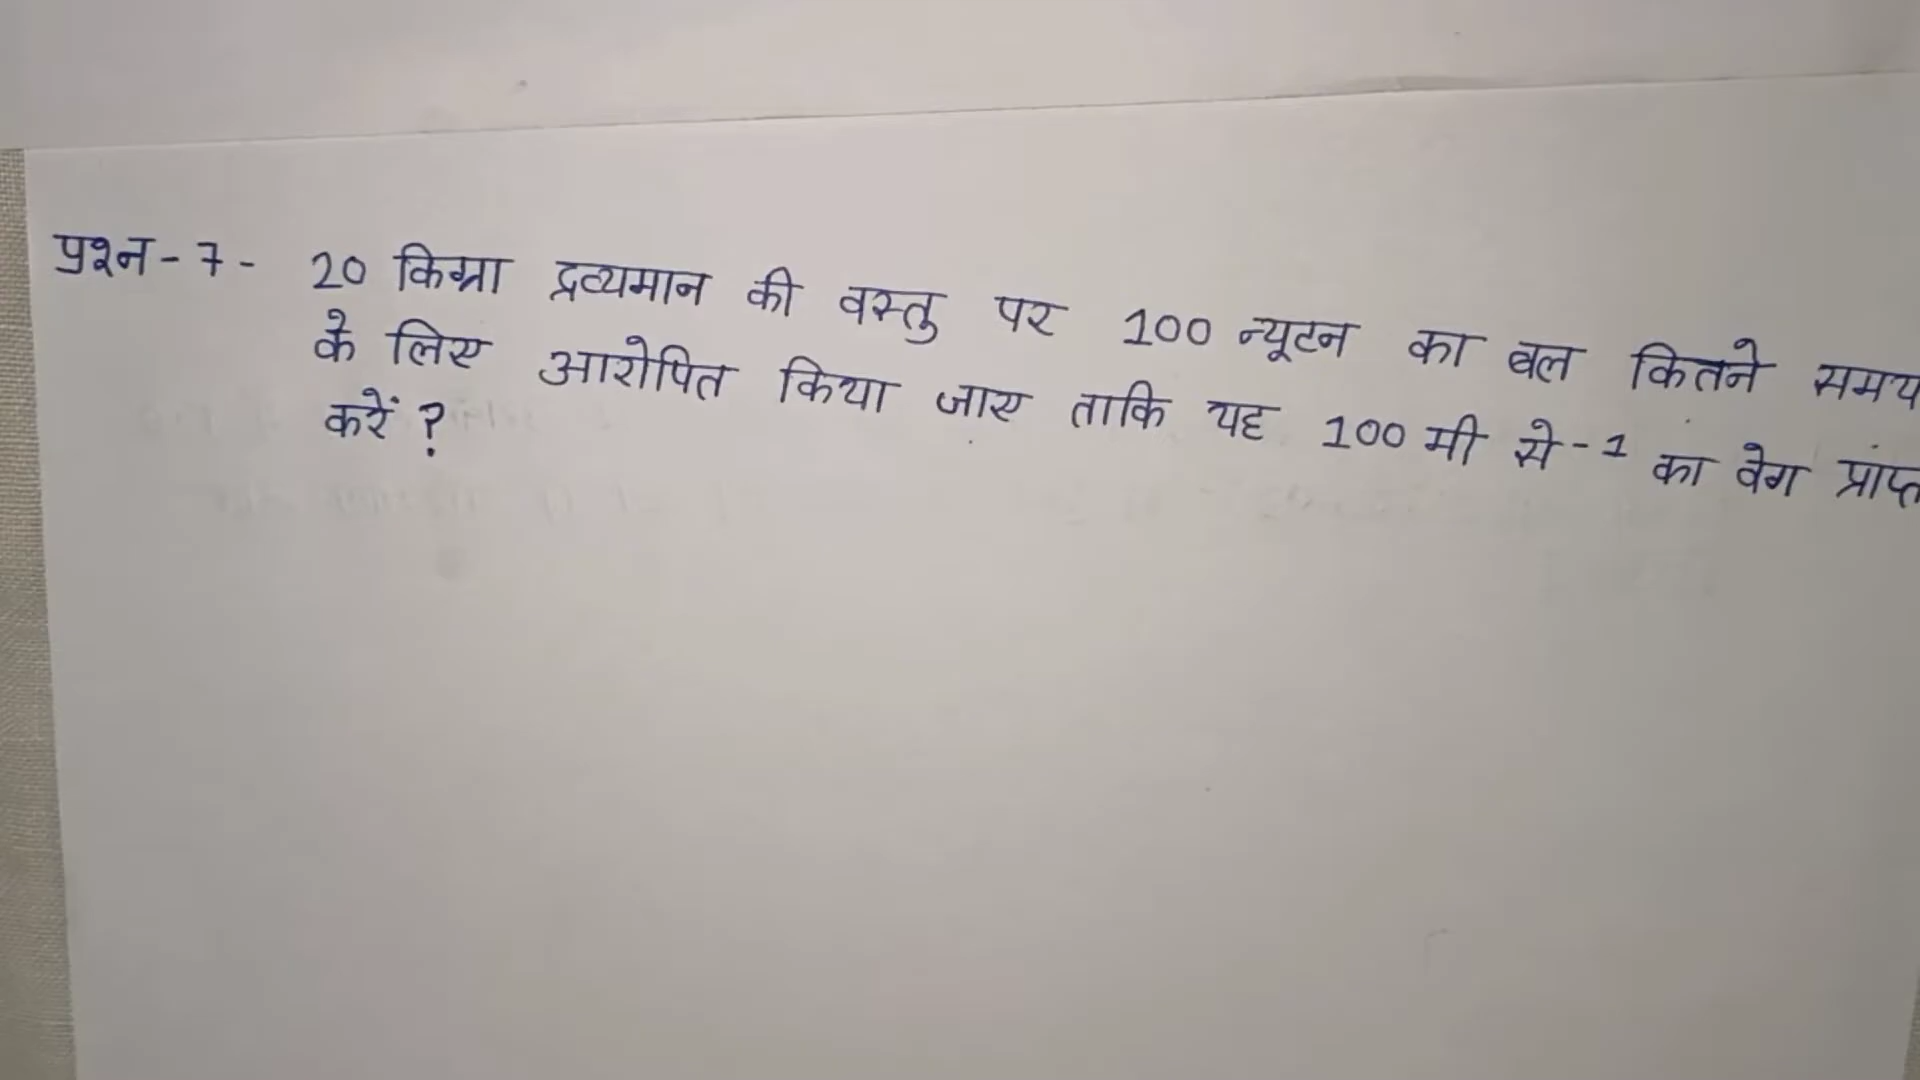 प्रश्न-7- 20 किग्रा द्रव्यमान की वस्तु पर 100 न्यूटन का बल कितने समय
के लिए आरोपित किया जाए ताकि यह 100 मी से⁻¹ का वेग प्राप्त
करें ?